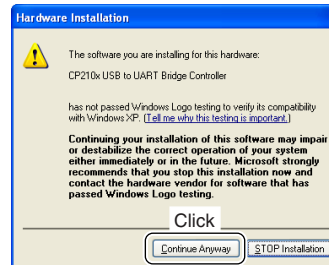 Hardware Installation
The software you are installing for this hardware:
CP210x USB to UART Bridge Controller
has not passed Windows Logo testing to verify its compatibility
with Windows XP. (Tell me why this testing is important.)
Continuing your installation of this software may impair
or destabilize the correct operation of your system
either immediately or in the future. Microsoft strongly
recommends that you stop this installation now and
contact the hardware vendor for software that has
passed Windows Logo testing.
Click
Continue Anyway
STOP Installation